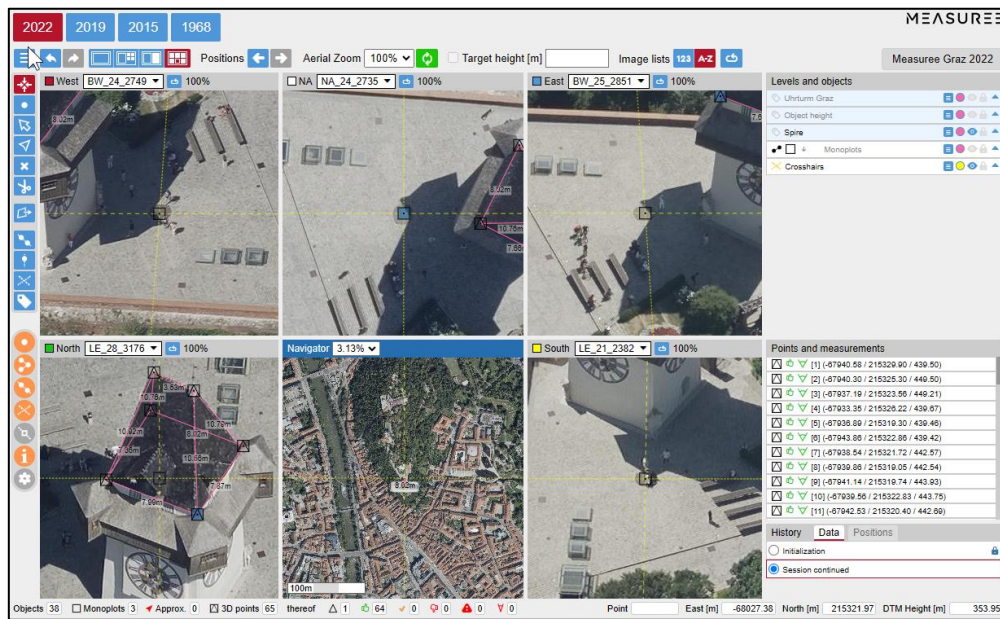 2022 2019 2015 1968
MEASUREE
Positions Aerial Zoom 100% Target height [m] Image lists 123 A-Z Measuree Graz 2022
West BW_24_2749 100%
NA NA_24_2735 100%
East BW_25_2851 100%
Levels and objects
Uhrturm Graz
Object height
Spire
Monoplots
Crosshairs
8.02m
8.02m
10.76m
7.66m
North LE_28_3176 100%
Navigator 3.13%
South LE_21_2382 100%
3.63m
10.76m
10.79m
8.02m
10.66m
7.87m
7.99m
8.02m
100m
Points and measurements
[1] (-67940.58 / 215329.90 / 439.50)
[2] (-67940.30 / 215325.30 / 449.50)
[3] (-67937.19 / 215323.56 / 449.21)
[4] (-67933.35 / 215326.22 / 439.67)
[5] (-67936.89 / 215319.30 / 439.46)
[6] (-67943.86 / 215322.86 / 439.42)
[7] (-67938.54 / 215321.72 / 442.57)
[8] (-67939.86 / 215319.05 / 442.54)
[9] (-67941.14 / 215319.74 / 443.93)
[10] (-67939.56 / 215322.83 / 443.75)
[11] (-67942.53 / 215320.40 / 442.69)
History Data Positions
Initialization
Session continued
Objects 38 Monoplots 3 Approx. 0 3D points 65 thereof 1 64 0 0 0 0 Point East [m] -68027.38 North [m] 215321.97 DTM Height [m] 353.95